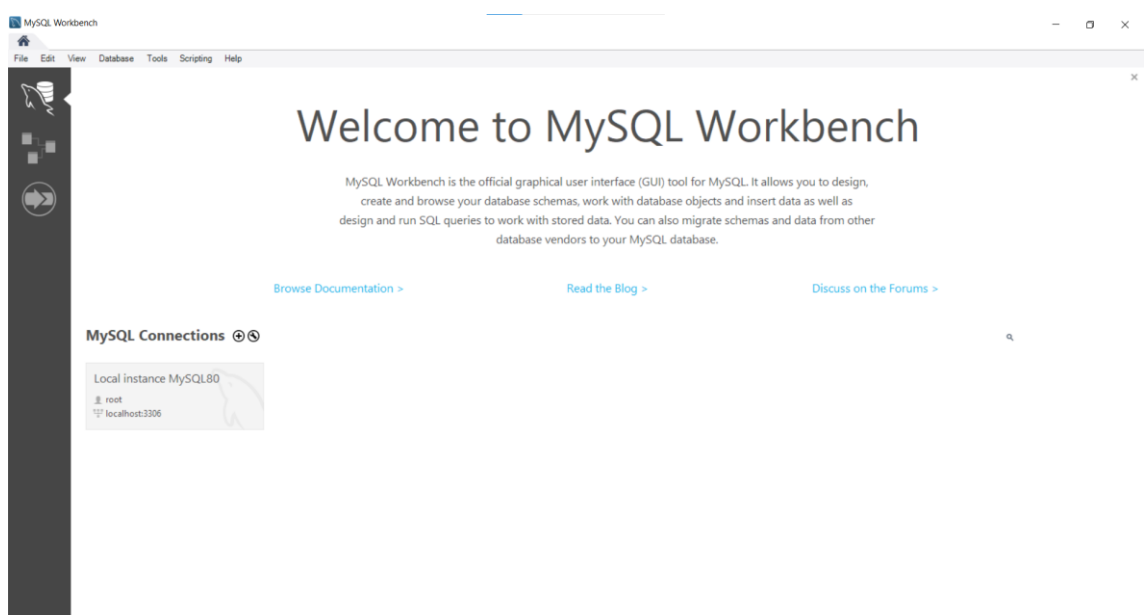 MySQL Workbench
File Edit View Database Tools Scripting Help
Welcome to MySQL Workbench
MySQL Workbench is the official graphical user interface (GUI) tool for MySQL. It allows you to design,
create and browse your database schemas, work with database objects and insert data as well as
design and run SQL queries to work with stored data. You can also migrate schemas and data from other
database vendors to your MySQL database.
Browse Documentation > Read the Blog > Discuss on the Forums >
MySQL Connections
Local instance MySQL80
root
localhost:3306